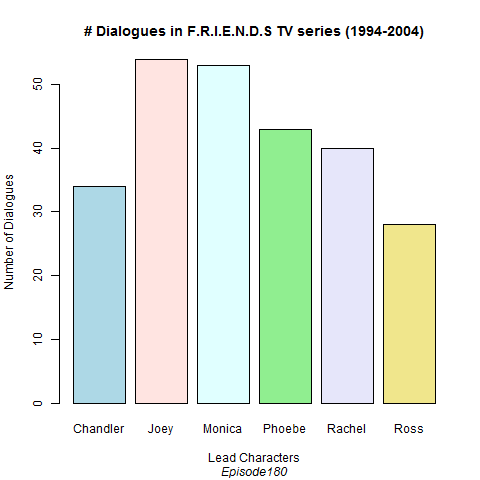 # Dialogues in F.R.I.E.N.D.S TV series (1994-2004)
Number of Dialogues
50
40
30
20
10
0
Chandler Joey Monica Phoebe Rachel Ross
Lead Characters
Episode180